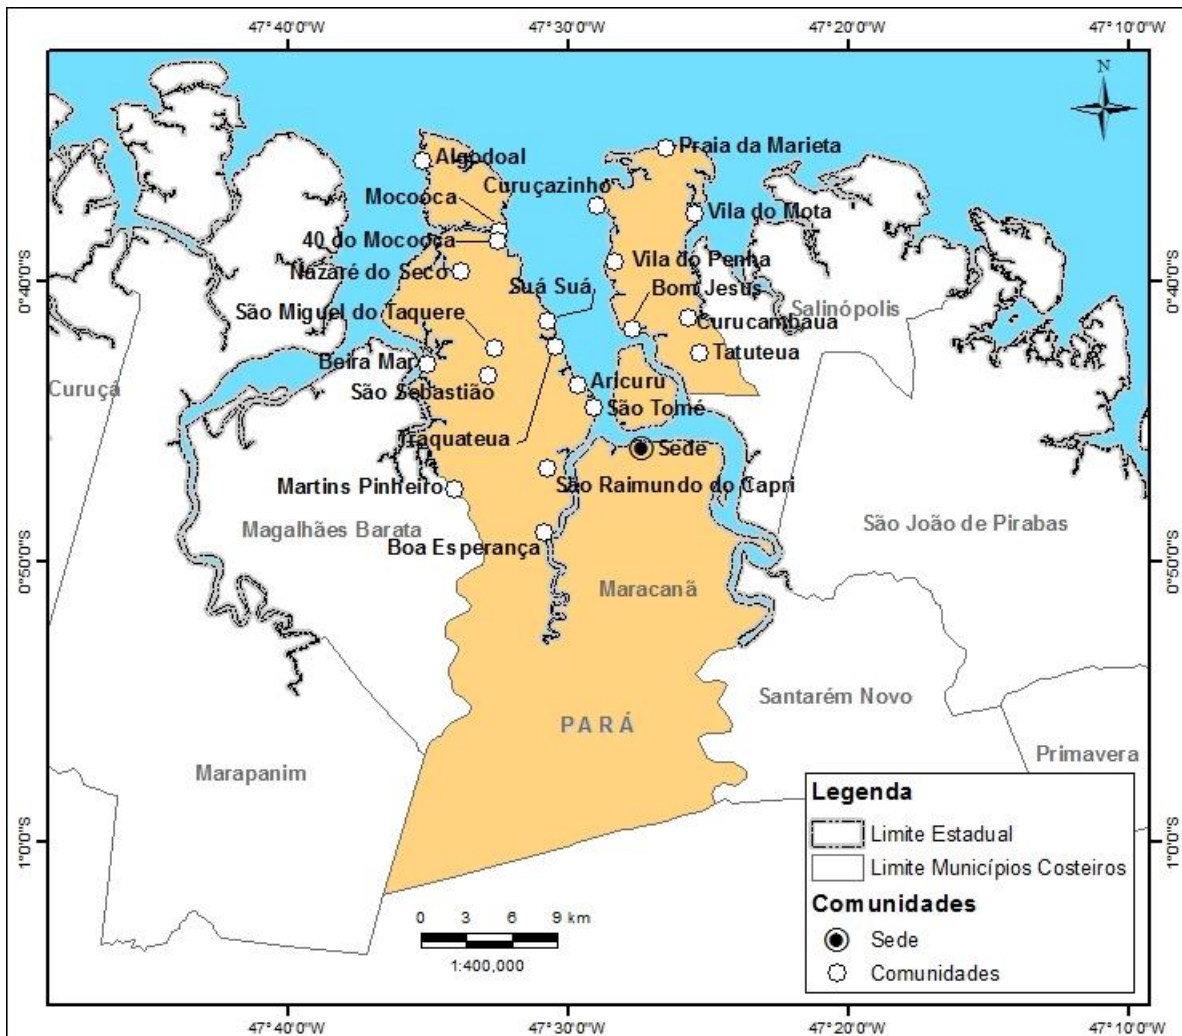 47°40'0"W
47°30'0"W
47°20'0"W
47°10'0"W
N
Praia da Marieta
Algodoal
Curuçazinho
Mocooca
Vila do Mota
40 do Mocooca
Vila do Penha
Nazaré do Seco
Suá Suá
Bom Jesus
0°40'0"S
0°40'0"S
Salinópolis
São Miguel do Taquere
Curucambaua
Tatuteua
Beira Mar
Curuçá
São Sebastião
Aricuru
São Tomé
Itaquateua
Sede
São Raimundo do Capri
Martins Pinheiro
Magalhães Barata
São João de Pirabas
Boa Esperança
0°50'0"S
0°50'0"S
Maracanã
Santarém Novo
PARÁ
Primavera
Marapanim
Legenda
Limite Estadual
Limite Municípios Costeiros
Comunidades
Sede
Comunidades
1°0'0"S
1°0'0"S
0 3 6 9 km
1:400,000
47°40'0"W
47°30'0"W
47°20'0"W
47°10'0"W